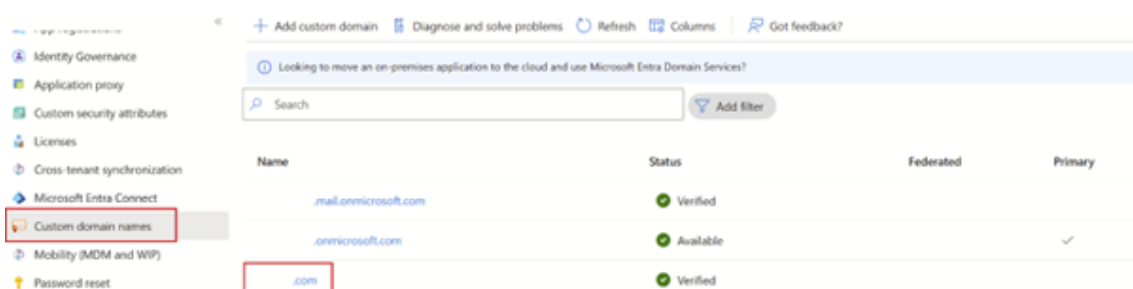 Add custom domain Diagnose and solve problems Refresh Columns Got feedback?
Identity Governance
Application proxy
Custom security attributes
Licenses
Cross-tenant synchronization
Microsoft Entra Connect
Custom domain names
Mobility (MDM and WIP)
Password reset
Looking to move an on-premises application to the cloud and use Microsoft Entra Domain Services?
Search
Add filter
Name Status Federated Primary
.mail.onmicrosoft.com Verified
.onmicrosoft.com Available
.com Verified